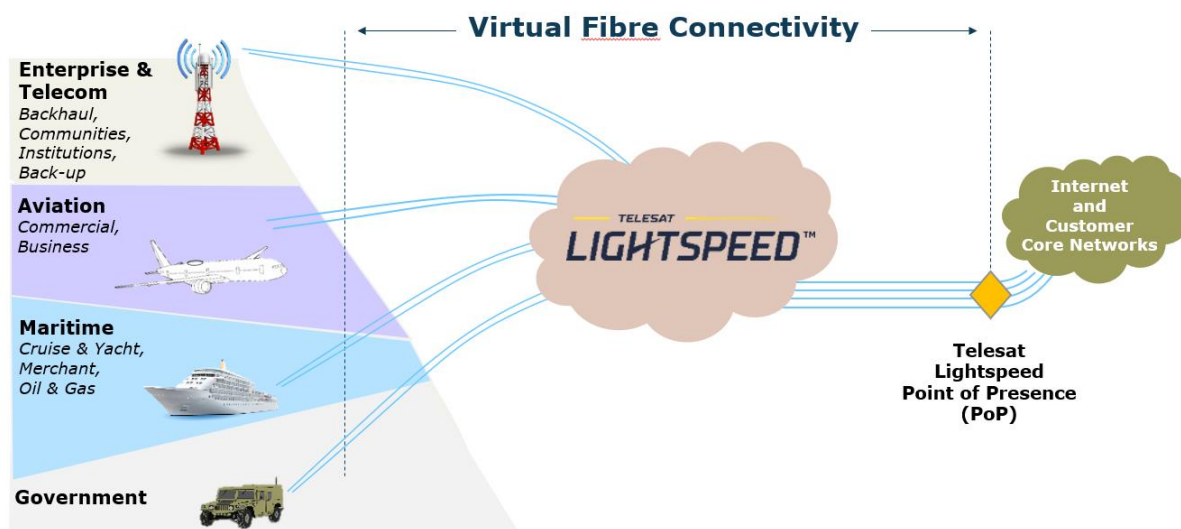 Virtual Fibre Connectivity
Enterprise &
Telecom
Backhaul,
Communities,
Institutions,
Back-up
Aviation
Commercial,
Business
Maritime
Cruise & Yacht,
Merchant,
Oil & Gas
Government
TELESAT
LIGHTSPEED™
Internet
and
Customer
Core Networks
Telesat
Lightspeed
Point of Presence
(PoP)